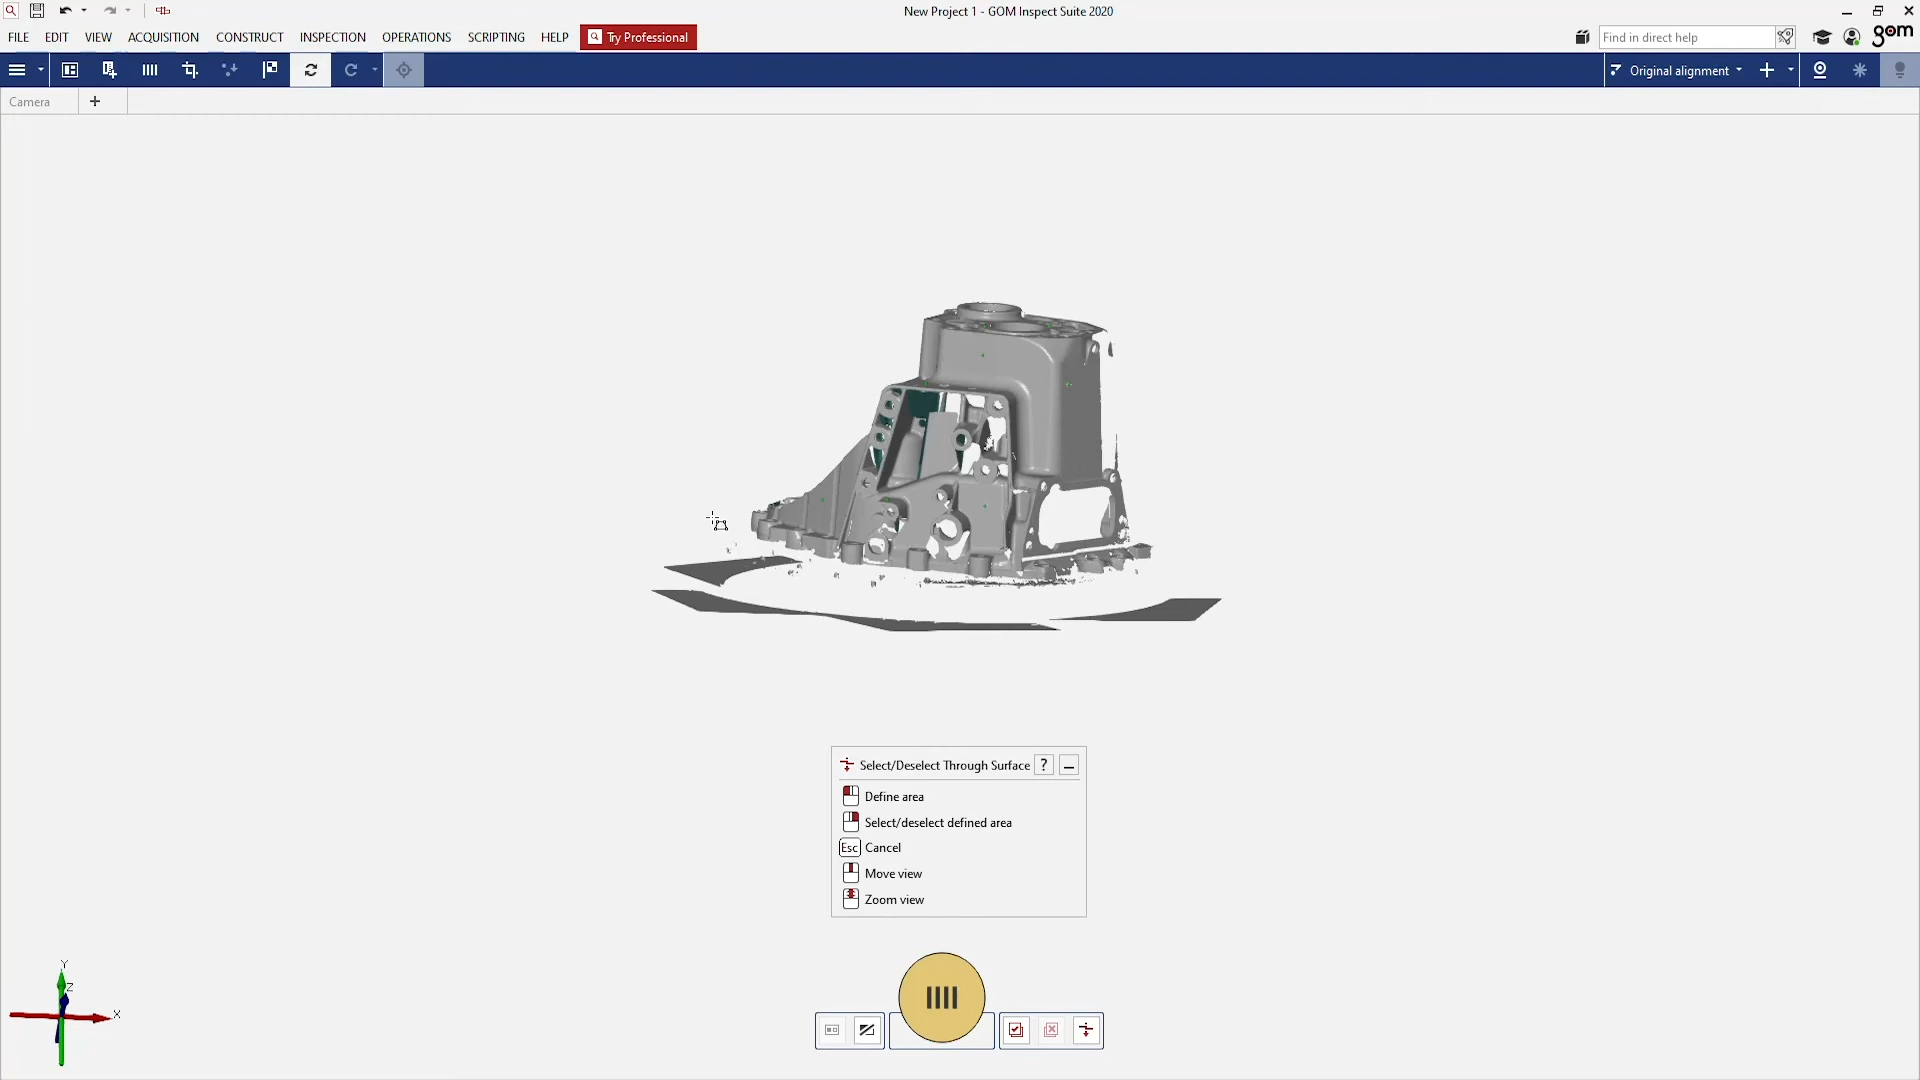 New Project 1 - GOM Inspect Suite 2020
FILE EDIT VIEW ACQUISITION CONSTRUCT INSPECTION OPERATIONS SCRIPTING HELP Try Professional Find in direct help gom
Original alignment
Camera
Select/Deselect Through Surface ?
Define area
Select/deselect defined area
Esc Cancel
Move view
Zoom view
Y
Z
X